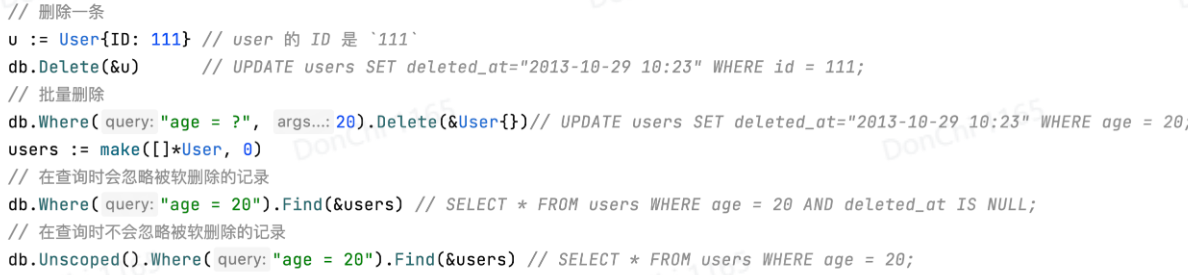 // 删除一条
u := User{ID: 111} // user 的 ID 是 `111`
db.Delete(&u) // UPDATE users SET deleted_at="2013-10-29 10:23" WHERE id = 111;
// 批量删除
db.Where( query: "age = ?", args...: 20).Delete(&User{})// UPDATE users SET deleted_at="2013-10-29 10:23" WHERE age = 20;
users := make([]*User, 0)
// 在查询时会忽略被软删除的记录
db.Where( query: "age = 20").Find(&users) // SELECT * FROM users WHERE age = 20 AND deleted_at IS NULL;
// 在查询时不会忽略被软删除的记录
db.Unscoped().Where( query: "age = 20").Find(&users) // SELECT * FROM users WHERE age = 20;